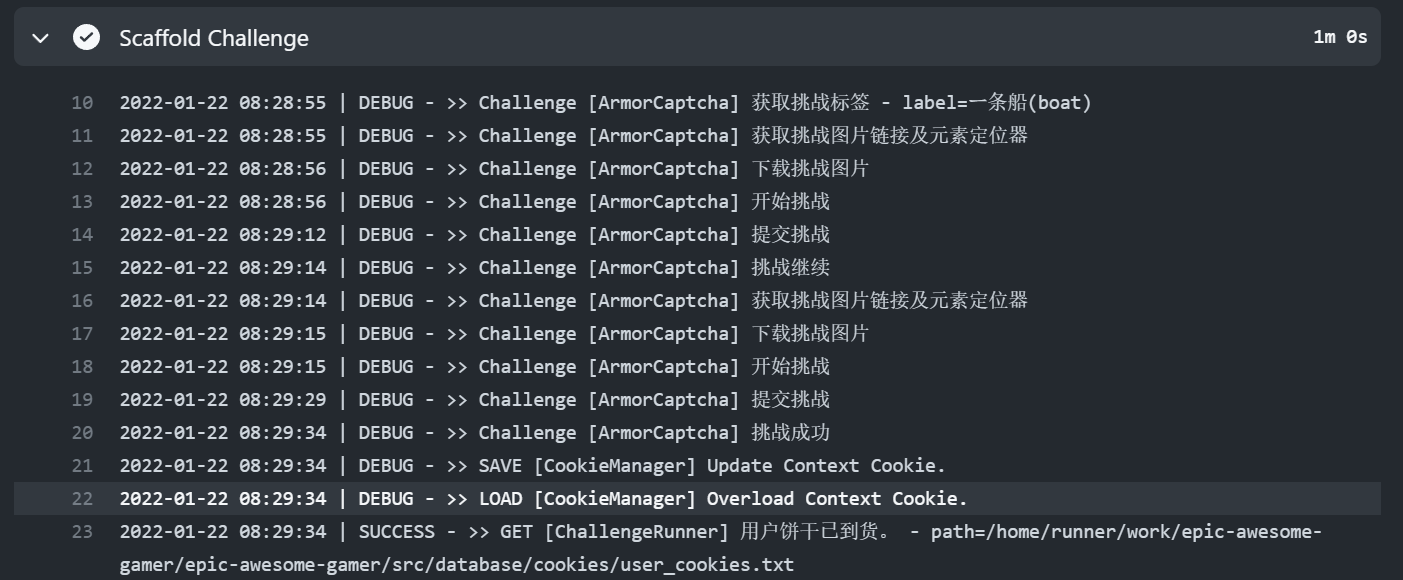 Scaffold Challenge 1m 0s
10 2022-01-22 08:28:55 | DEBUG - >> Challenge [ArmorCaptcha] 获取挑战标签 - label=一条船(boat)
11 2022-01-22 08:28:55 | DEBUG - >> Challenge [ArmorCaptcha] 获取挑战图片链接及元素定位器
12 2022-01-22 08:28:56 | DEBUG - >> Challenge [ArmorCaptcha] 下载挑战图片
13 2022-01-22 08:28:56 | DEBUG - >> Challenge [ArmorCaptcha] 开始挑战
14 2022-01-22 08:29:12 | DEBUG - >> Challenge [ArmorCaptcha] 提交挑战
15 2022-01-22 08:29:14 | DEBUG - >> Challenge [ArmorCaptcha] 挑战继续
16 2022-01-22 08:29:14 | DEBUG - >> Challenge [ArmorCaptcha] 获取挑战图片链接及元素定位器
17 2022-01-22 08:29:15 | DEBUG - >> Challenge [ArmorCaptcha] 下载挑战图片
18 2022-01-22 08:29:15 | DEBUG - >> Challenge [ArmorCaptcha] 开始挑战
19 2022-01-22 08:29:29 | DEBUG - >> Challenge [ArmorCaptcha] 提交挑战
20 2022-01-22 08:29:34 | DEBUG - >> Challenge [ArmorCaptcha] 挑战成功
21 2022-01-22 08:29:34 | DEBUG - >> SAVE [CookieManager] Update Context Cookie.
22 2022-01-22 08:29:34 | DEBUG - >> LOAD [CookieManager] Overload Context Cookie.
23 2022-01-22 08:29:34 | SUCCESS - >> GET [ChallengeRunner] 用户饼干已到货。 - path=/home/runner/work/epic-awesome-
gamer/epic-awesome-gamer/src/database/cookies/user_cookies.txt